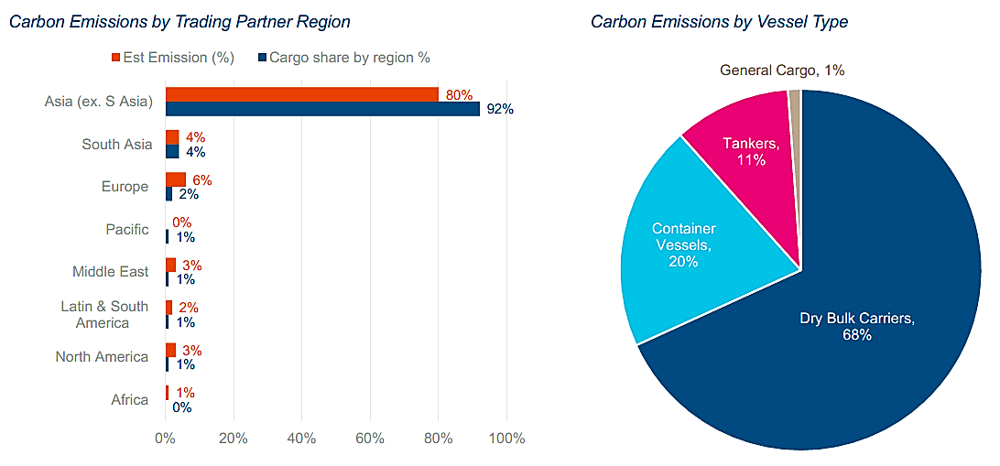 Carbon Emissions by Trading Partner Region
Est Emission (%)
Cargo share by region %
Asia (ex. S Asia)
80%
92%
South Asia
4%
4%
Europe
6%
2%
Pacific
0%
1%
Middle East
3%
1%
Latin & South
America
2%
1%
North America
3%
1%
Africa
1%
0%
0%
20%
40%
60%
80%
100%
Carbon Emissions by Vessel Type
General Cargo, 1%
Tankers,
11%
Container
Vessels,
20%
Dry Bulk Carriers,
68%